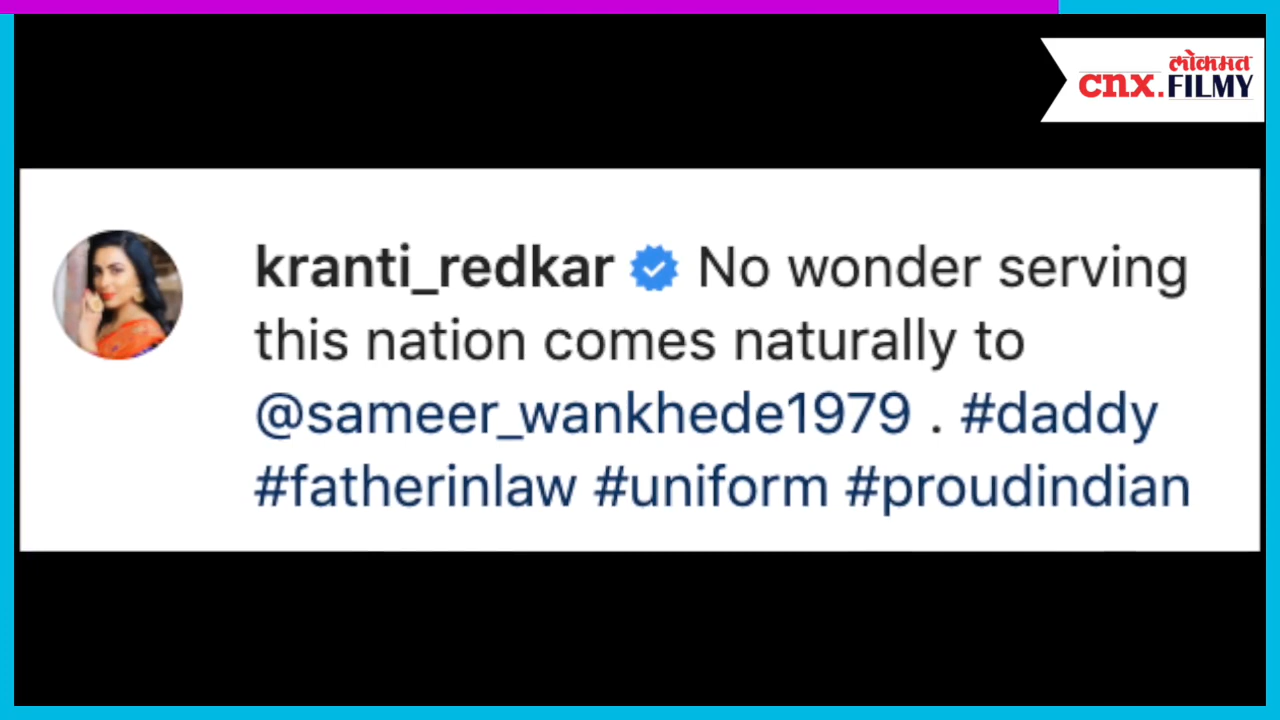 लोकमत
cnx.FILMY
kranti_redkar No wonder serving
this nation comes naturally to
@sameer_wankhede1979 . #daddy
#fatherinlaw #uniform #proudindian